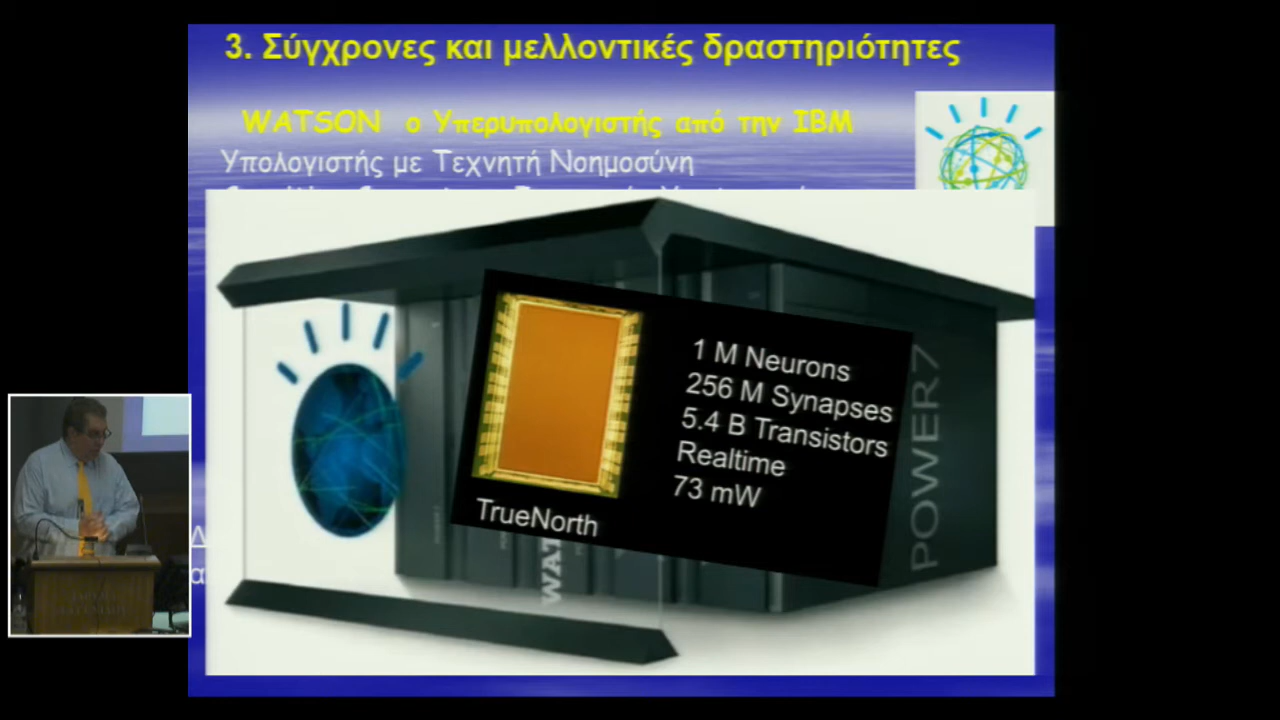 3. Σύγχρονες και μελλοντικές δραστηριότητες
WATSON ο Υπερυπολογιστής από την IBM
Υπολογιστής με Τεχνητή Νοημοσύνη
1 M Neurons
256 M Synapses
5.4 B Transistors
Realtime
73 mW
TrueNorth
POWER7
WAT
Δ
α